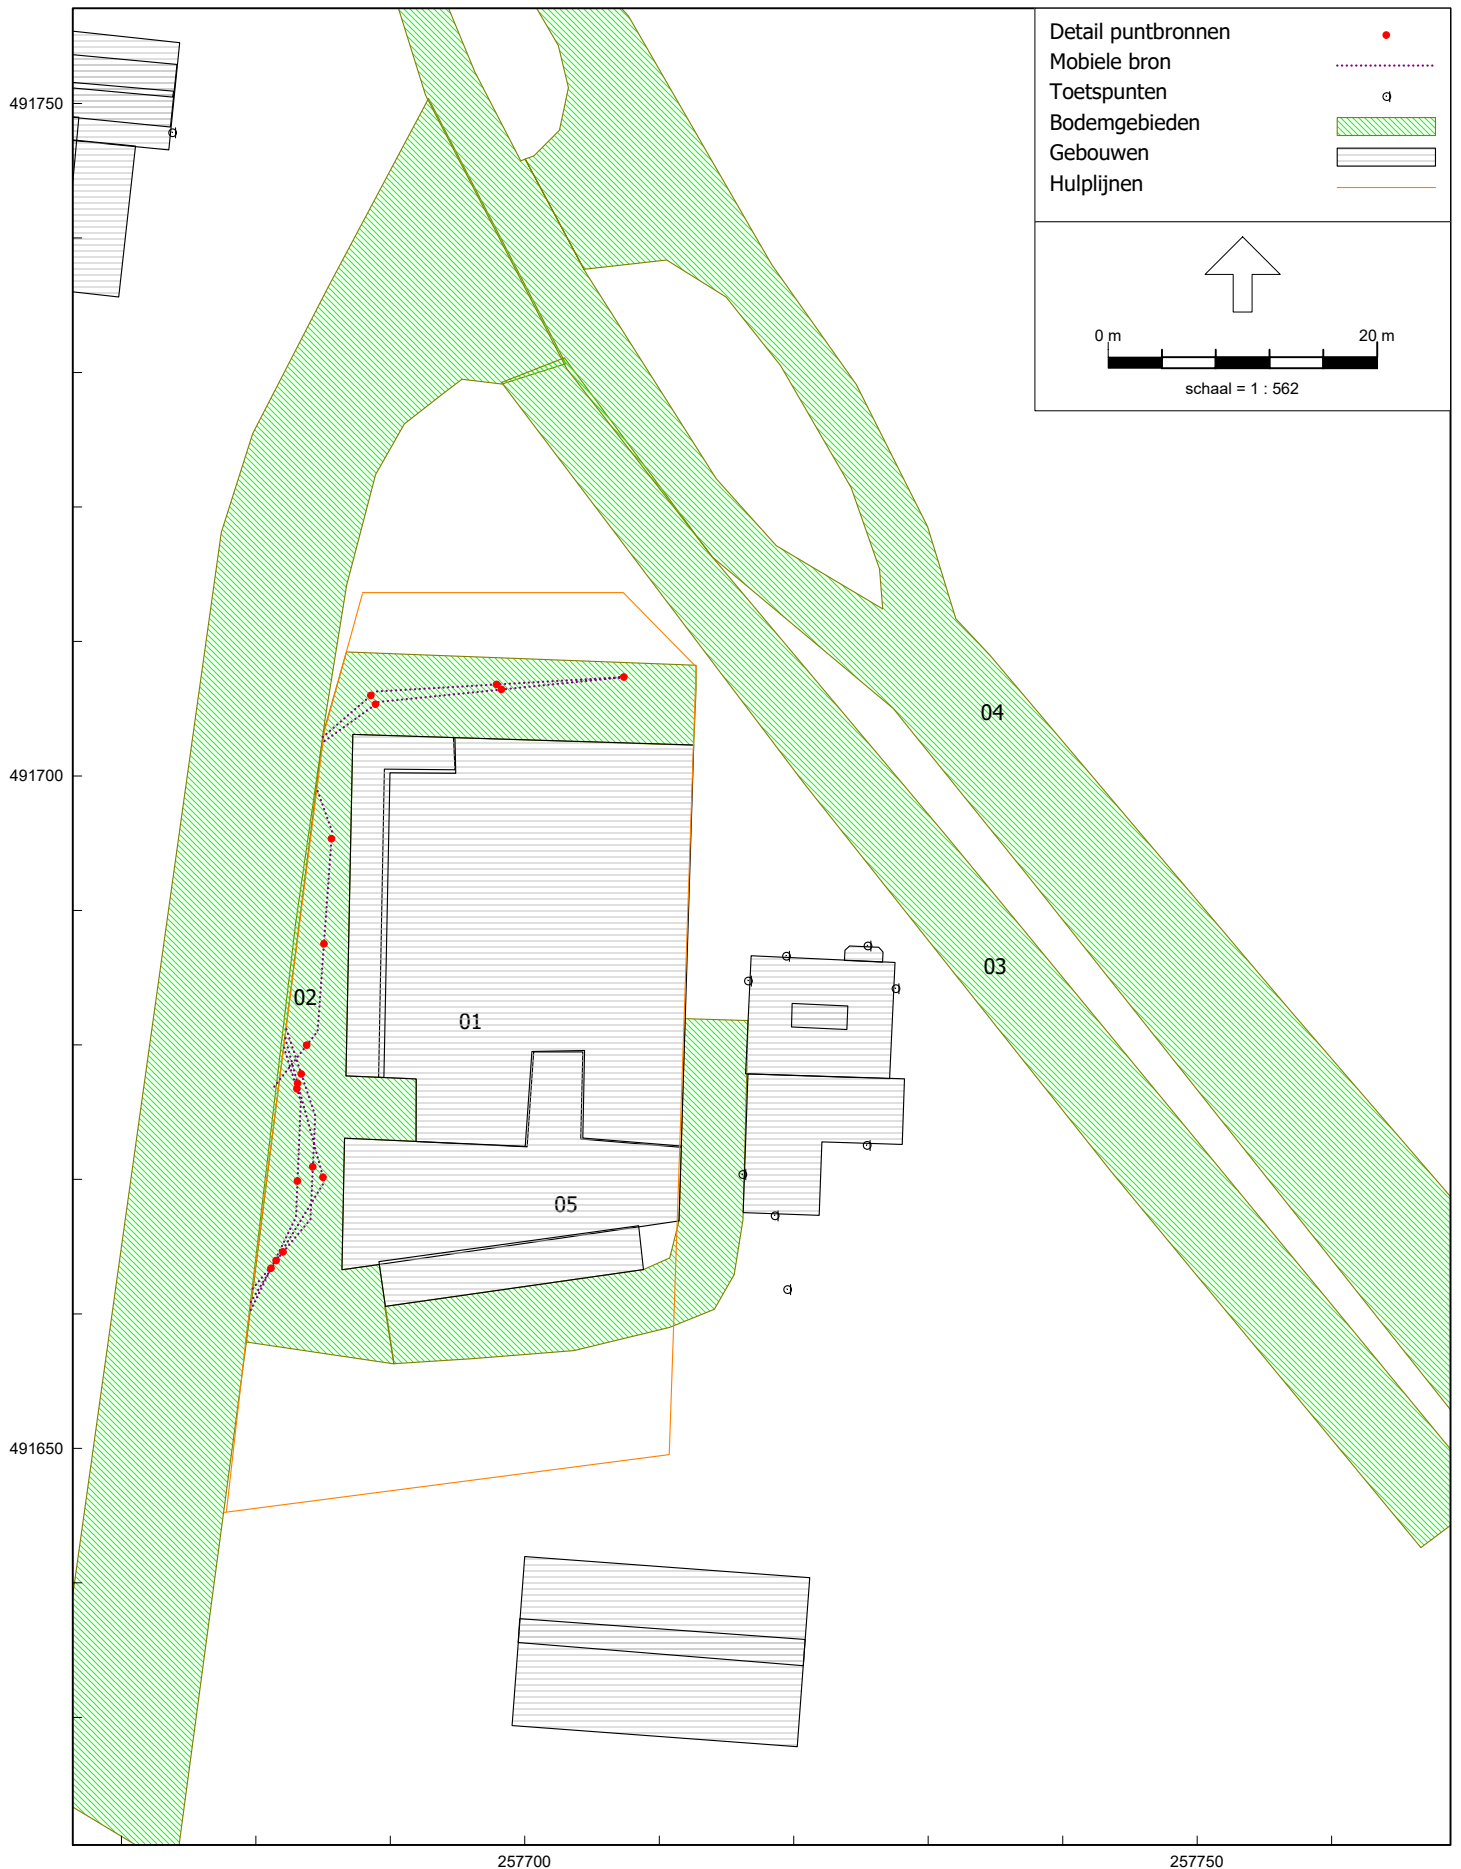 Detail puntbronnen
Mobiele bron
Toetspunten
Bodemgebieden
Gebouwen
Hulplijnen
0 m 20 m
schaal = 1 : 562
491750
04
491700
03
02
01
05
491650
257700 257750